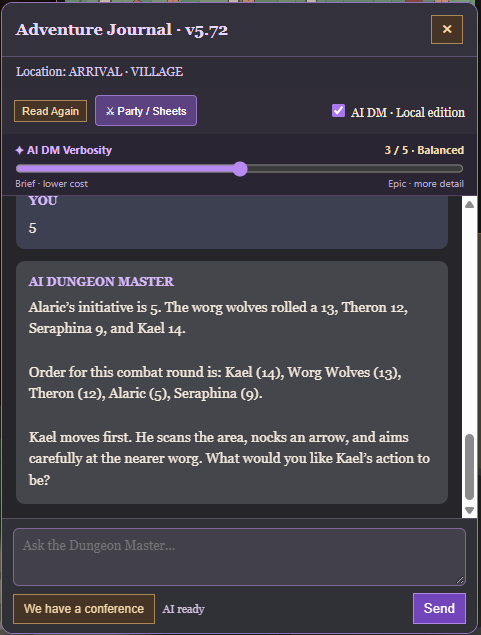 Adventure Journal · v5.72
×
Location: ARRIVAL · VILLAGE
Read Again
⚔ Party / Sheets
AI DM · Local edition
✦ AI DM Verbosity
3 / 5 · Balanced
Brief · lower cost
Epic · more detail
YOU
5
AI DUNGEON MASTER
Alaric’s initiative is 5. The worg wolves rolled a 13, Theron 12,
Seraphina 9, and Kael 14.
Order for this combat round is: Kael (14), Worg Wolves (13),
Theron (12), Alaric (5), Seraphina (9).
Kael moves first. He scans the area, nocks an arrow, and aims
carefully at the nearer worg. What would you like Kael’s action to
be?
Ask the Dungeon Master...
We have a conference
AI ready
Send